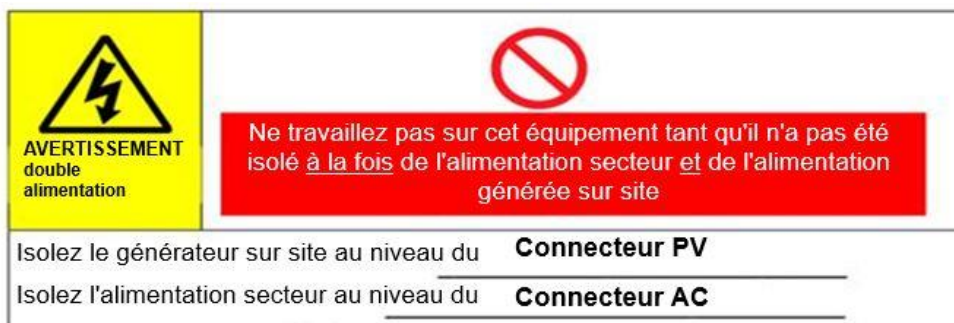 AVERTISSEMENT
double
alimentation
Ne travaillez pas sur cet équipement tant qu'il n'a pas été
isolé à la fois de l'alimentation secteur et de l'alimentation
générée sur site
Isolez le générateur sur site au niveau du Connecteur PV
Isolez l'alimentation secteur au niveau du Connecteur AC